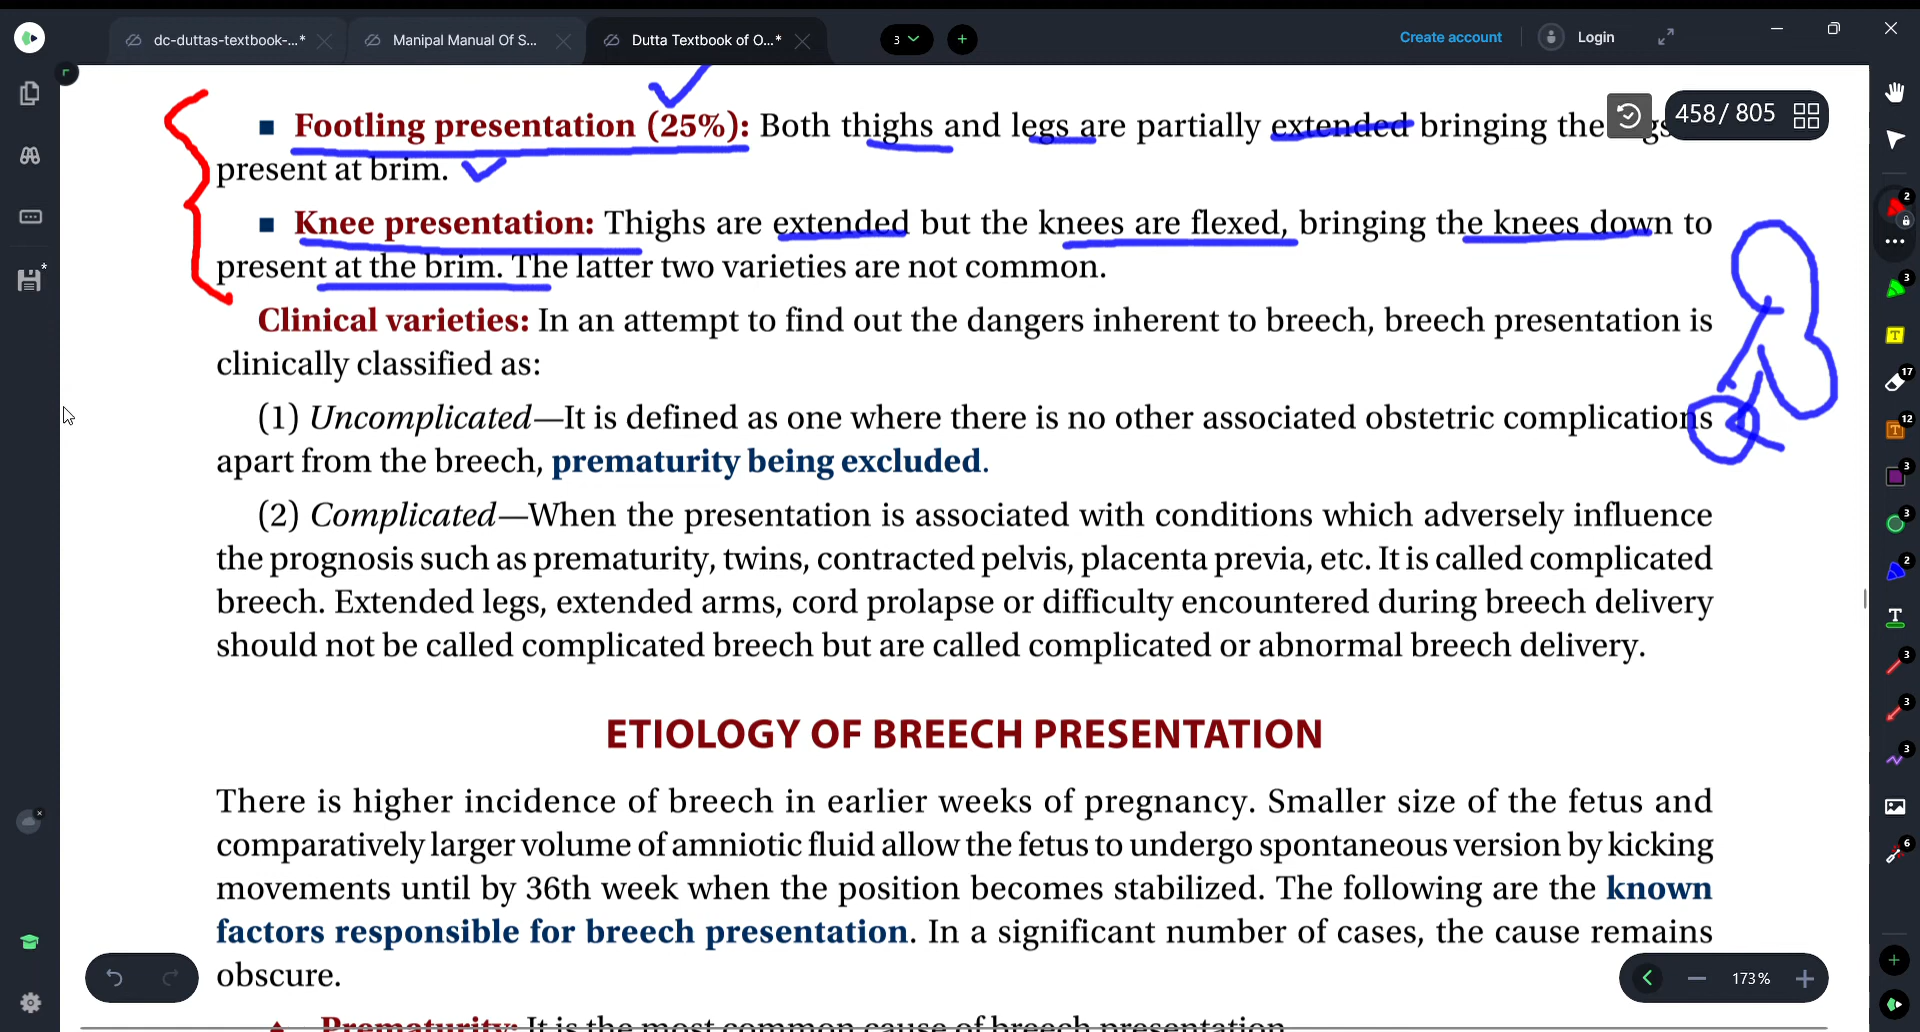 dc-duttas-textbook-...*
Manipal Manual Of S...
Dutta Textbook of O...*
3
Create account
Login
458 / 805
Footling presentation (25%): Both thighs and legs are partially extended bringing the
present at brim.
Knee presentation: Thighs are extended but the knees are flexed, bringing the knees down to
present at the brim. The latter two varieties are not common.
Clinical varieties: In an attempt to find out the dangers inherent to breech, breech presentation is
clinically classified as:
(1) Uncomplicated—It is defined as one where there is no other associated obstetric complications
apart from the breech, prematurity being excluded.
(2) Complicated—When the presentation is associated with conditions which adversely influence
the prognosis such as prematurity, twins, contracted pelvis, placenta previa, etc. It is called complicated
breech. Extended legs, extended arms, cord prolapse or difficulty encountered during breech delivery
should not be called complicated breech but are called complicated or abnormal breech delivery.
ETIOLOGY OF BREECH PRESENTATION
There is higher incidence of breech in earlier weeks of pregnancy. Smaller size of the fetus and
comparatively larger volume of amniotic fluid allow the fetus to undergo spontaneous version by kicking
movements until by 36th week when the position becomes stabilized. The following are the known
factors responsible for breech presentation. In a significant number of cases, the cause remains
obscure.
Prematurity: It is the most common cause of breech presentation
173%
2
3
T
17
12
T
3
3
2
T
3
3
3
6